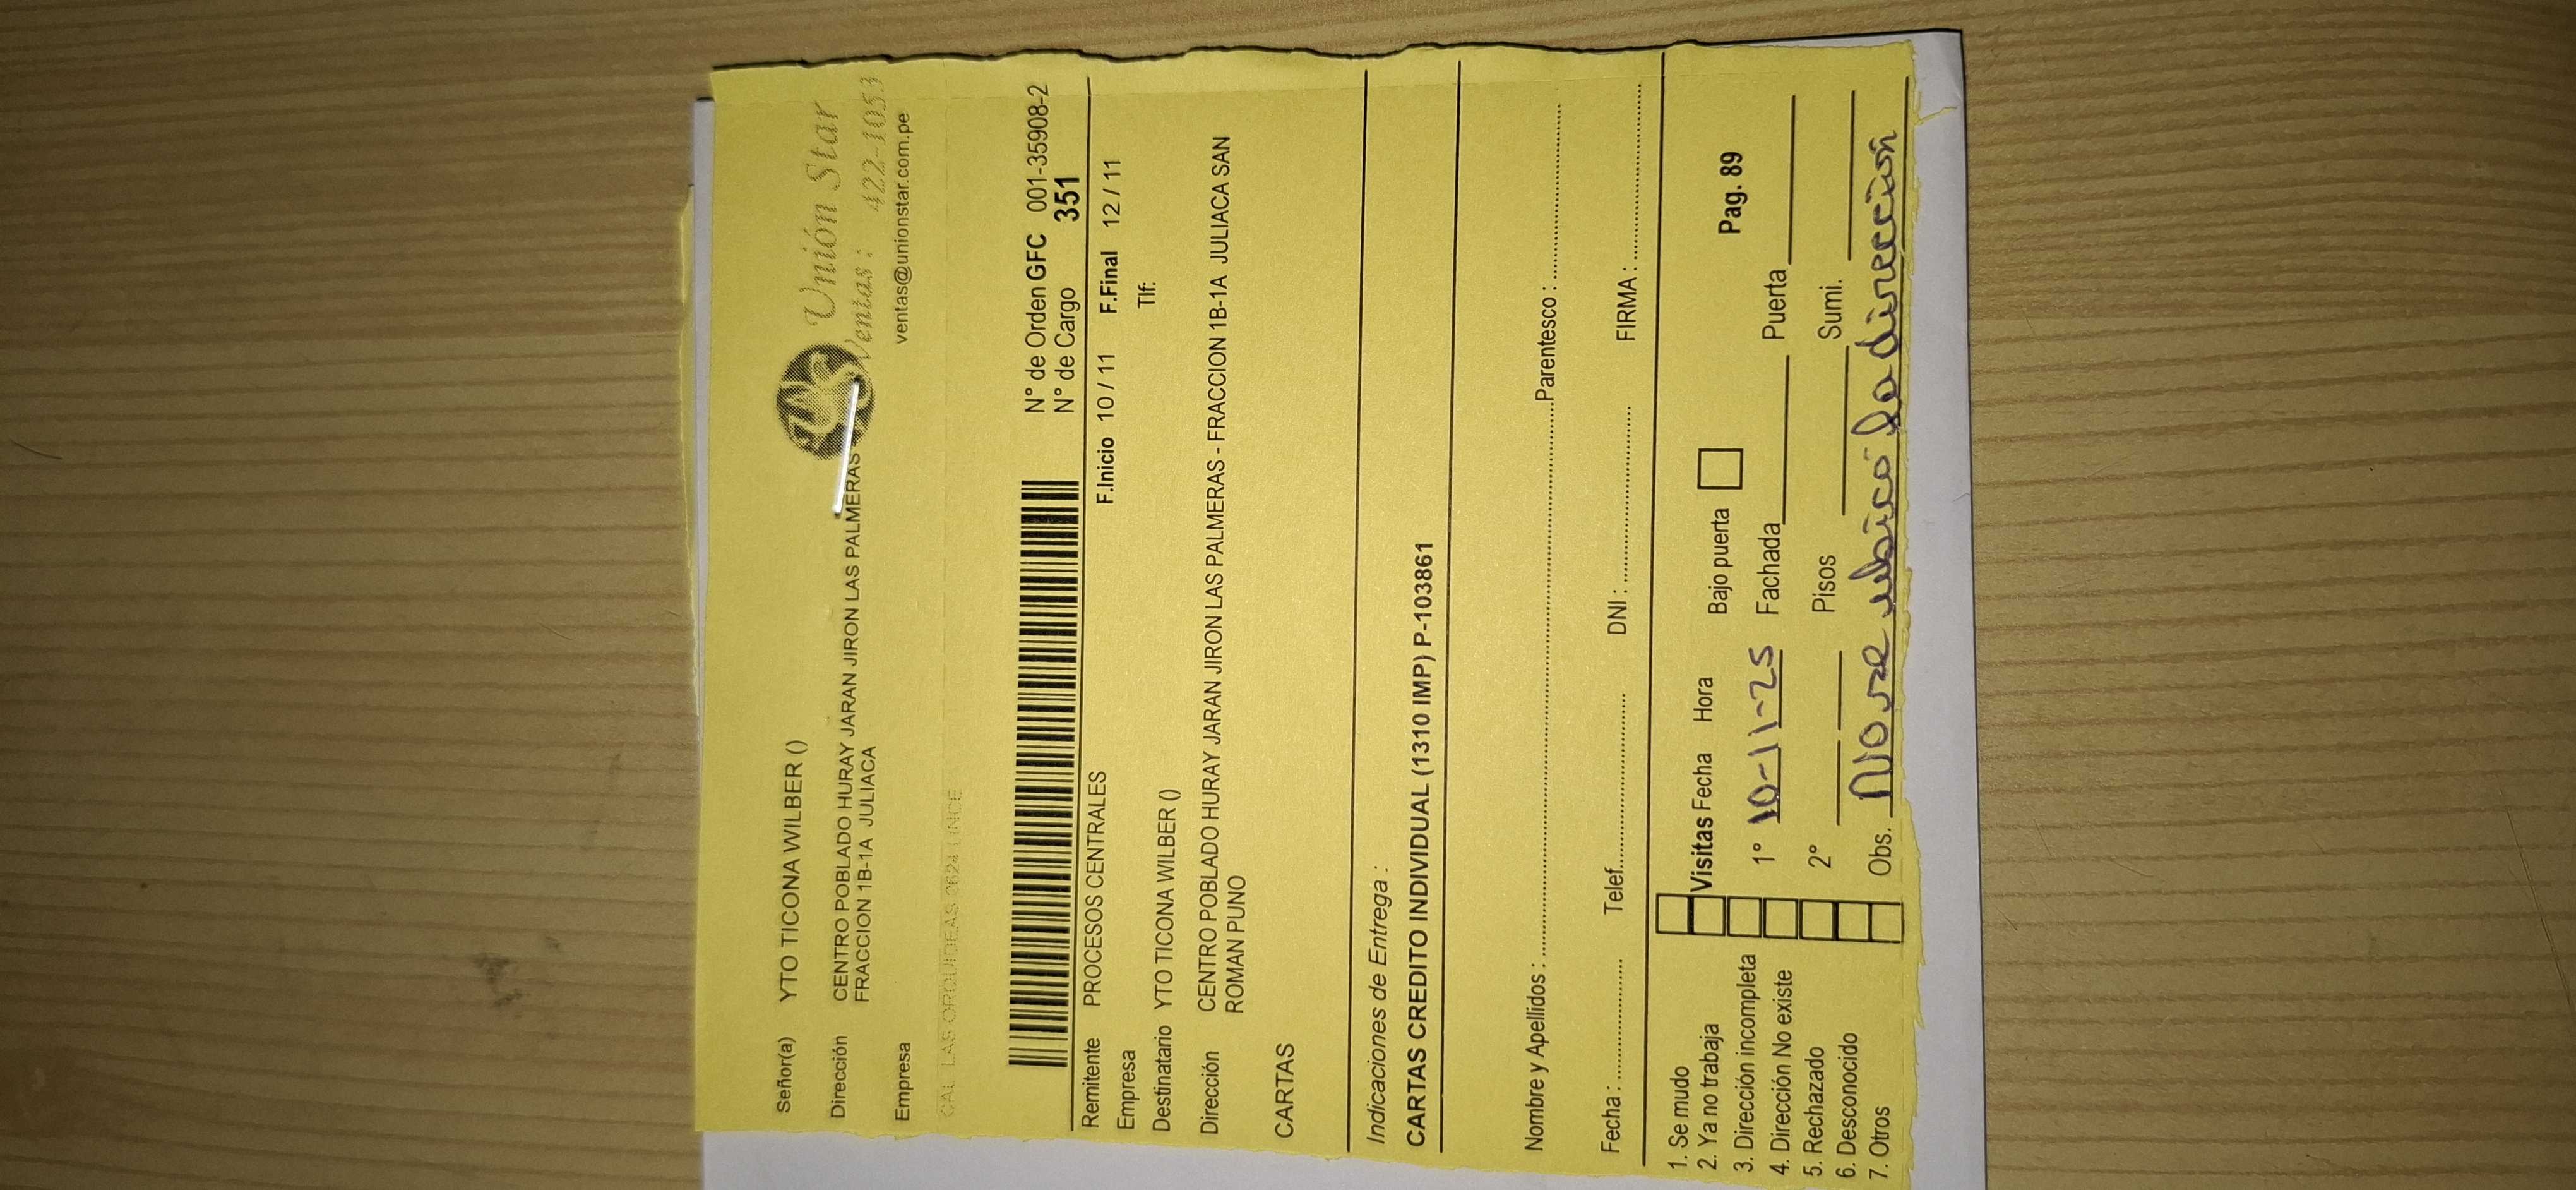 Señor(a) YTO TICONA WILBER ()
Unión Star
Dirección CENTRO POBLADO HURAY JARAN JIRON LAS PALMERAS
Ventas: 422-1053
FRACCION 1B-1A JULIACA
Empresa
ventas@unionstar.com.pe
CAL LAS ORQUIDEAS 2624 LINCE
N° de Orden GFC 001-35908-2
N° de Cargo 351
Remitente PROCESOS CENTRALES F.Inicio 10 / 11 F.Final 12 / 11
Empresa Tlf:
Destinatario YTO TICONA WILBER ()
Dirección CENTRO POBLADO HURAY JARAN JIRON LAS PALMERAS - FRACCION 1B-1A JULIACA SAN
ROMAN PUNO
CARTAS
Indicaciones de Entrega :
CARTAS CREDITO INDIVIDUAL (1310 IMP) P-103861
Nombre y Apellidos : Parentesco :
Fecha : Telef. DNI : FIRMA :
1. Se mudo
2. Ya no trabaja Visitas Fecha Hora Bajo puerta Pag. 89
3. Dirección incompleta
4. Dirección No existe 1° 10-11-25 Fachada Puerta
5. Rechazado
6. Desconocido 2° Pisos Sumi.
7. Otros Obs. No se ubicó la dirección